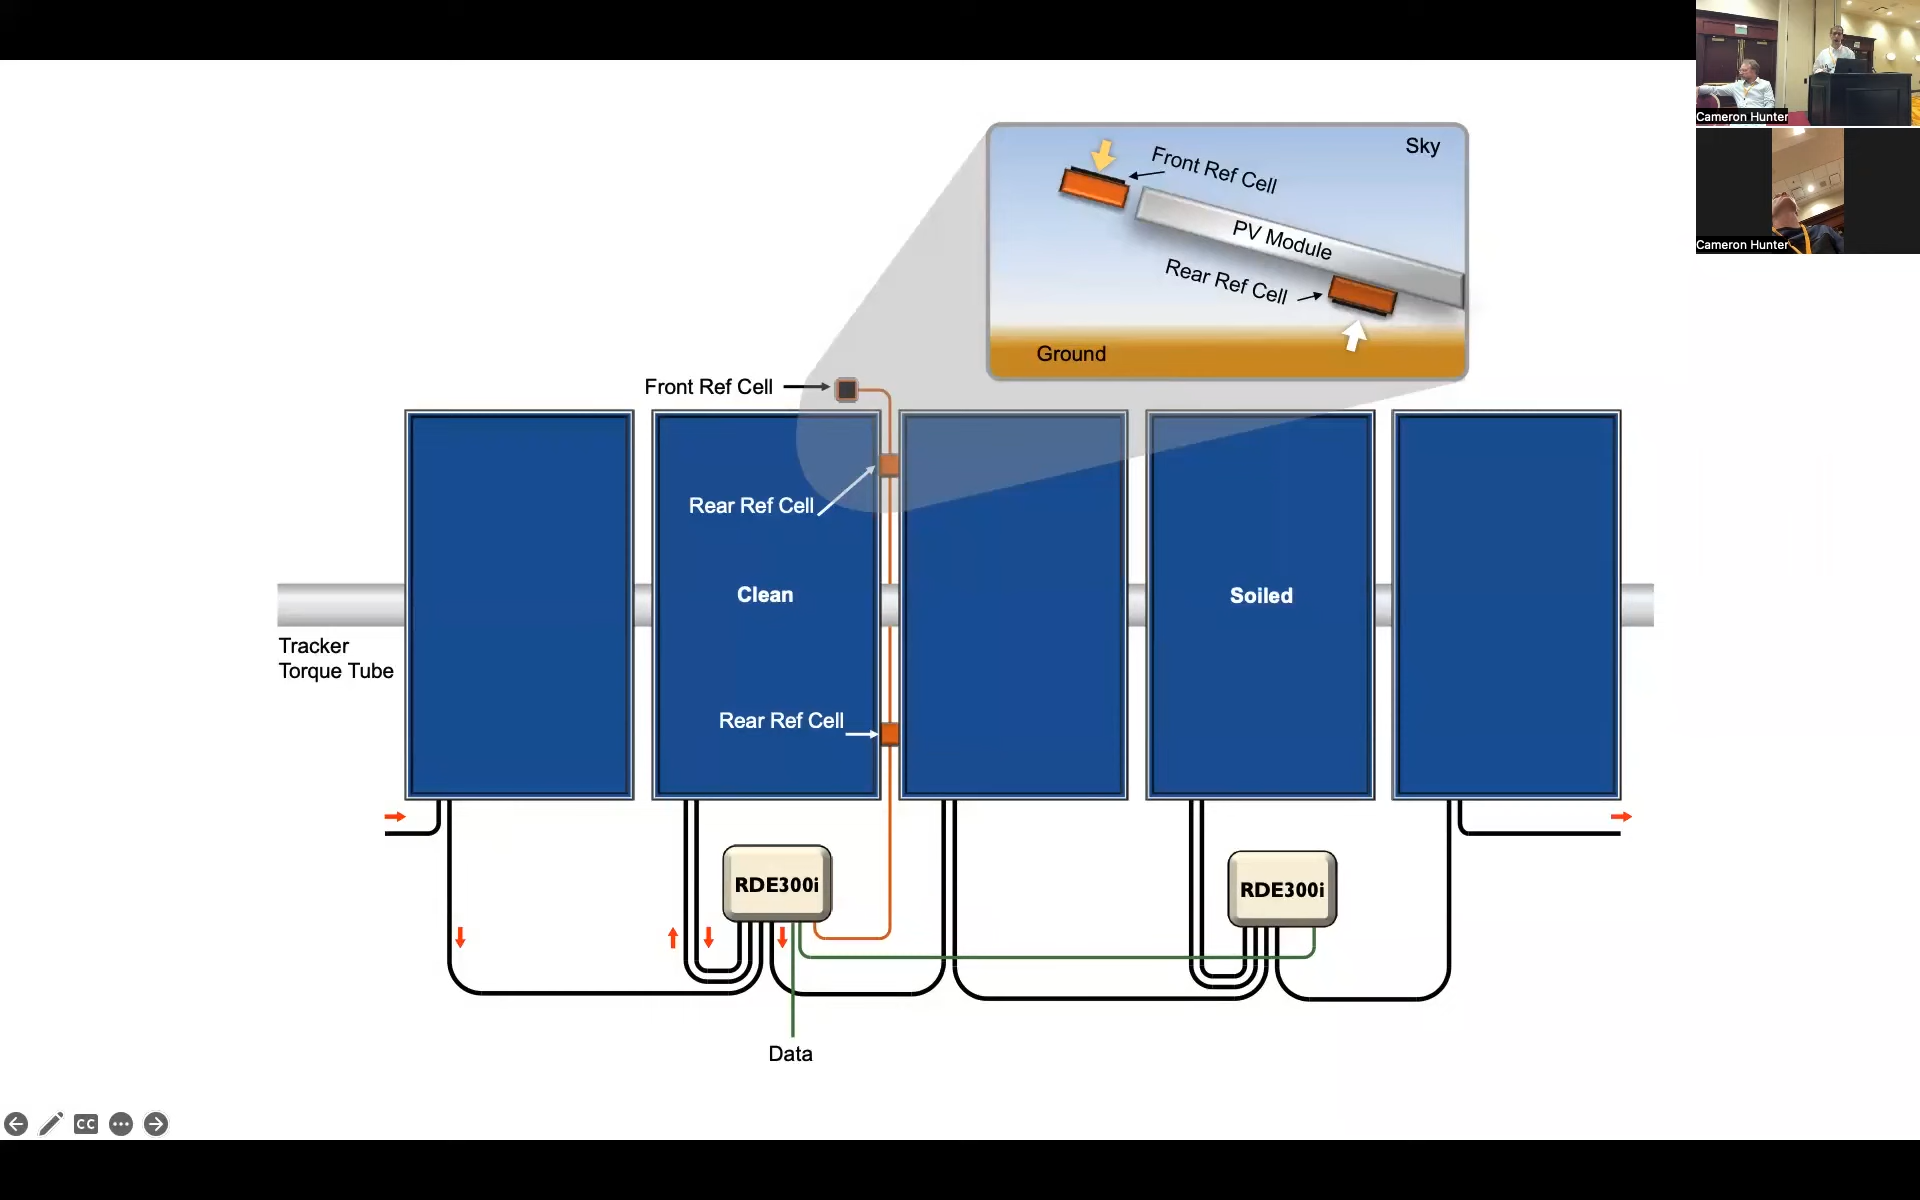 Cameron Hunter
Cameron Hunter
Sky
Front Ref Cell
PV Module
Rear Ref Cell
Ground
Front Ref Cell
Rear Ref Cell
Clean
Soiled
Tracker
Torque Tube
Rear Ref Cell
RDE300i
RDE300i
Data
CC